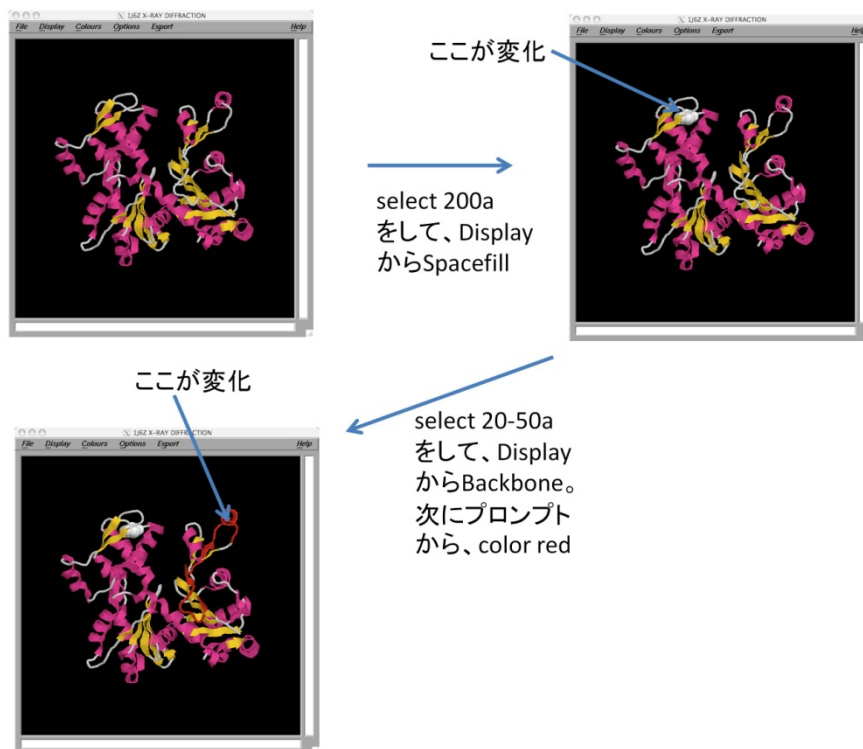 1J6Z X-RAY DIFFRACTION
File Display Colours Options Export Help
1J6Z X-RAY DIFFRACTION
File Display Colours Options Export Help
ここが変化
select 200a
をして、Display
からSpacefill
ここが変化
select 20-50a
をして、Display
からBackbone。
次にプロンプト
から、color red
1J6Z X-RAY DIFFRACTION
File Display Colours Options Export Help